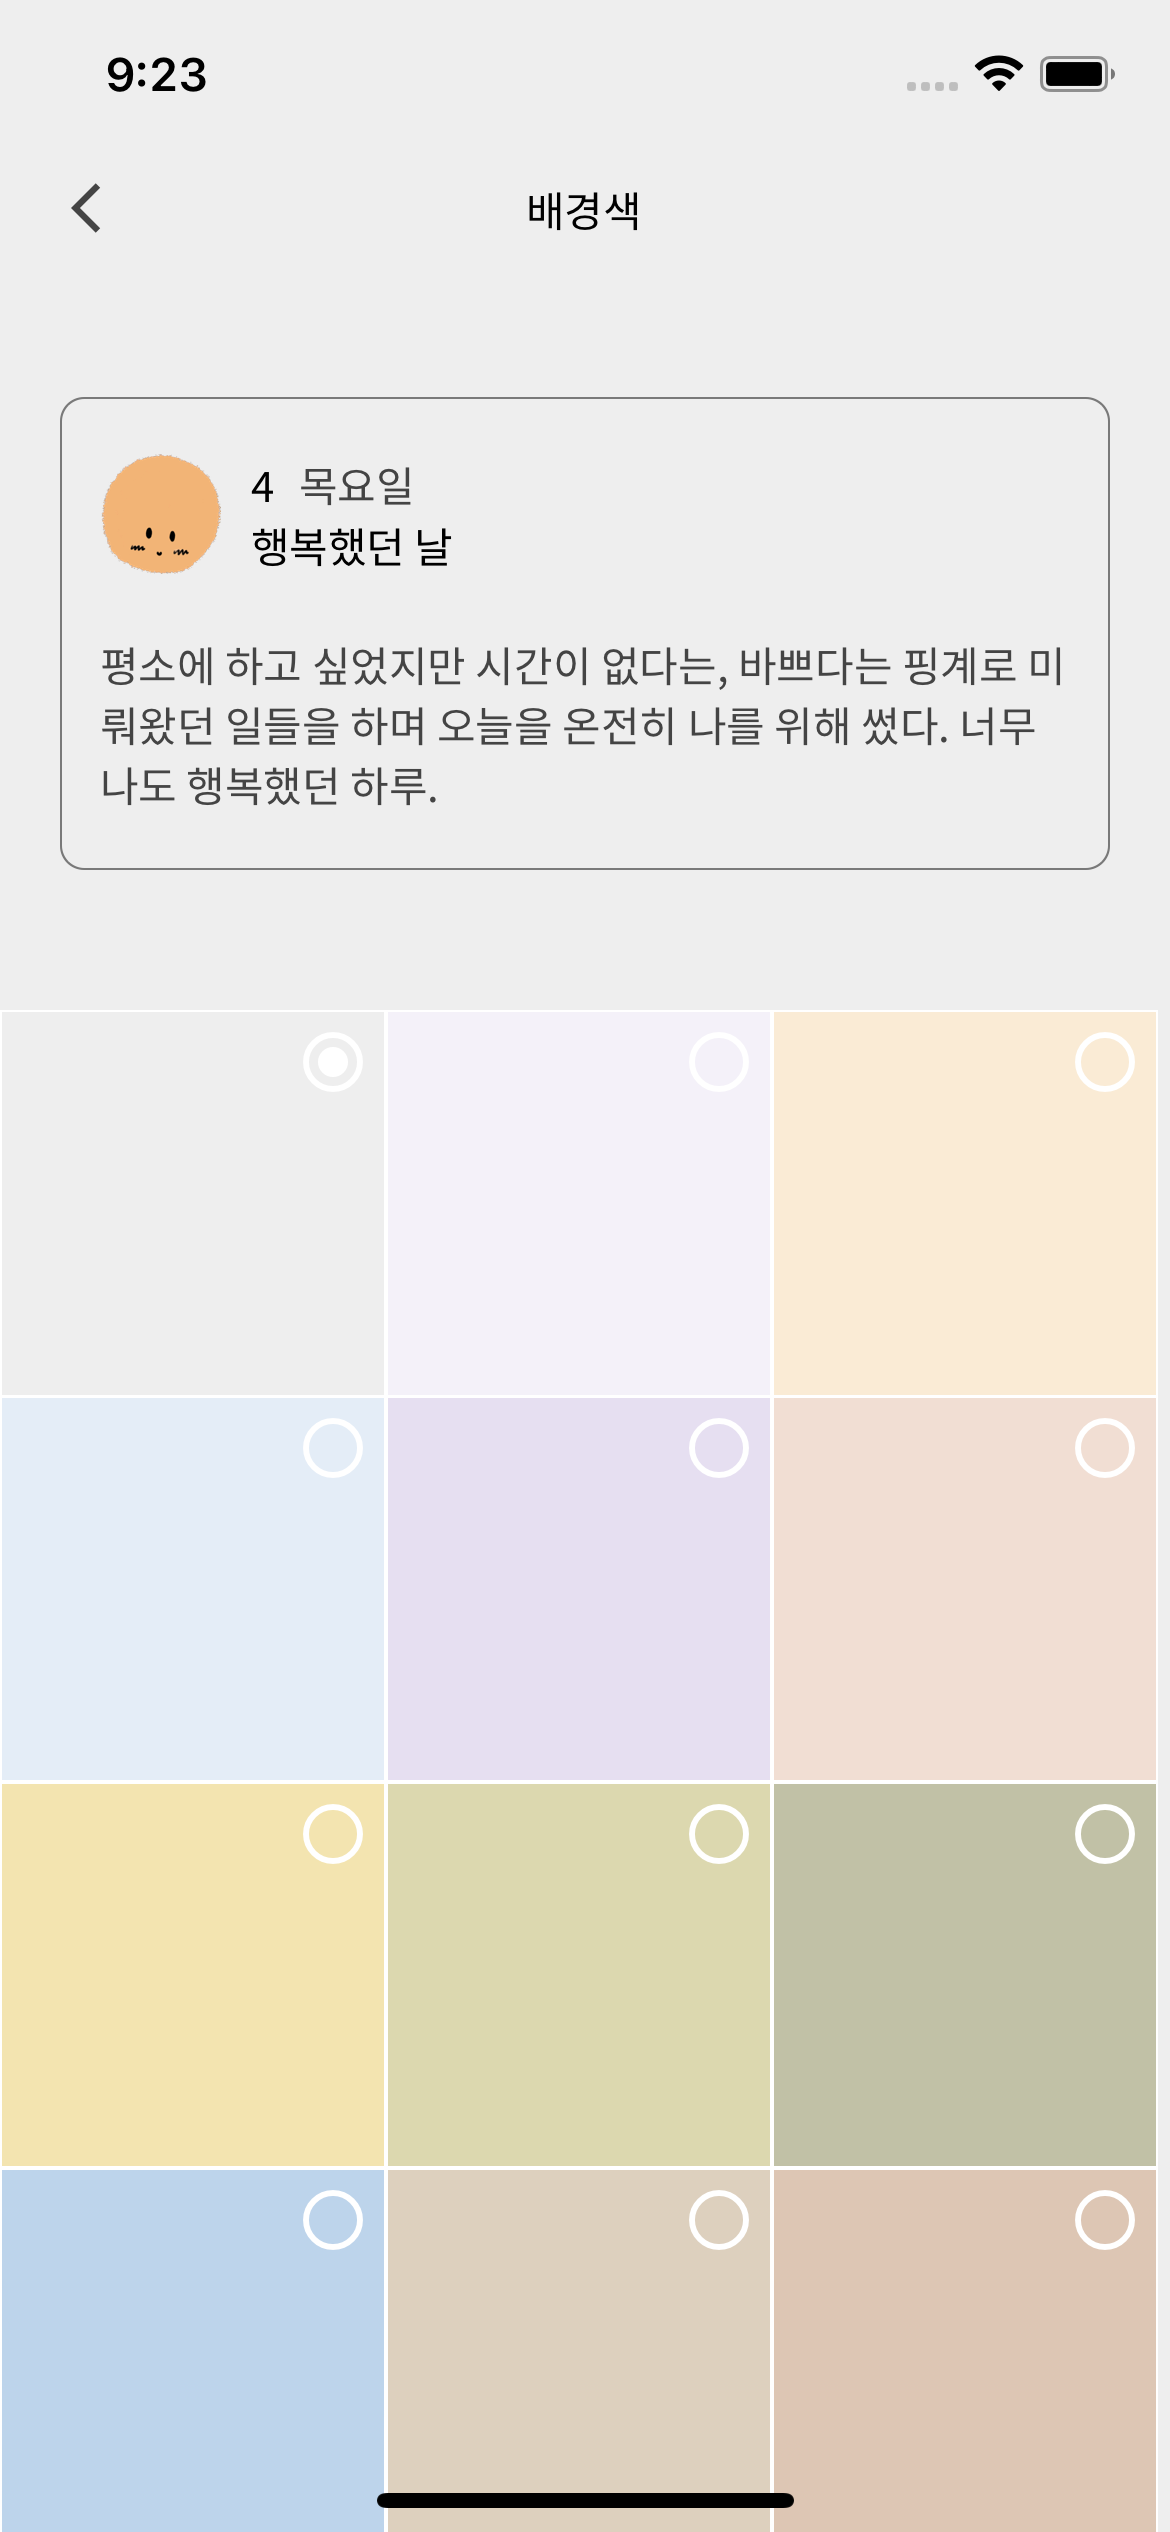 9:23
배경색
4 목요일
행복했던 날
평소에 하고 싶었지만 시간이 없다는, 바쁘다는 핑계로 미
뤄왔던 일들을 하며 오늘을 온전히 나를 위해 썼다. 너무
나도 행복했던 하루.